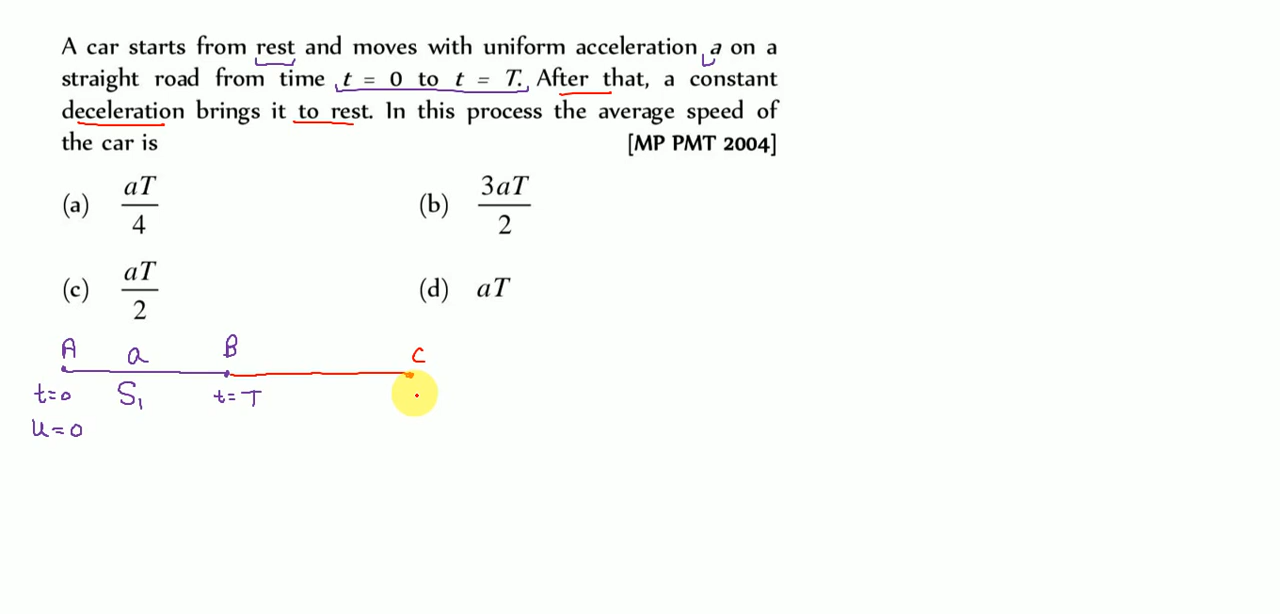 A car starts from rest and moves with uniform acceleration a on a
straight road from time t = 0 to t = T. After that, a constant
deceleration brings it to rest. In this process the average speed of
the car is [MP PMT 2004]
(a) aT/4 (b) 3aT/2
(c) aT/2 (d) aT
A a B C
t=0 S₁ t=T
u=0